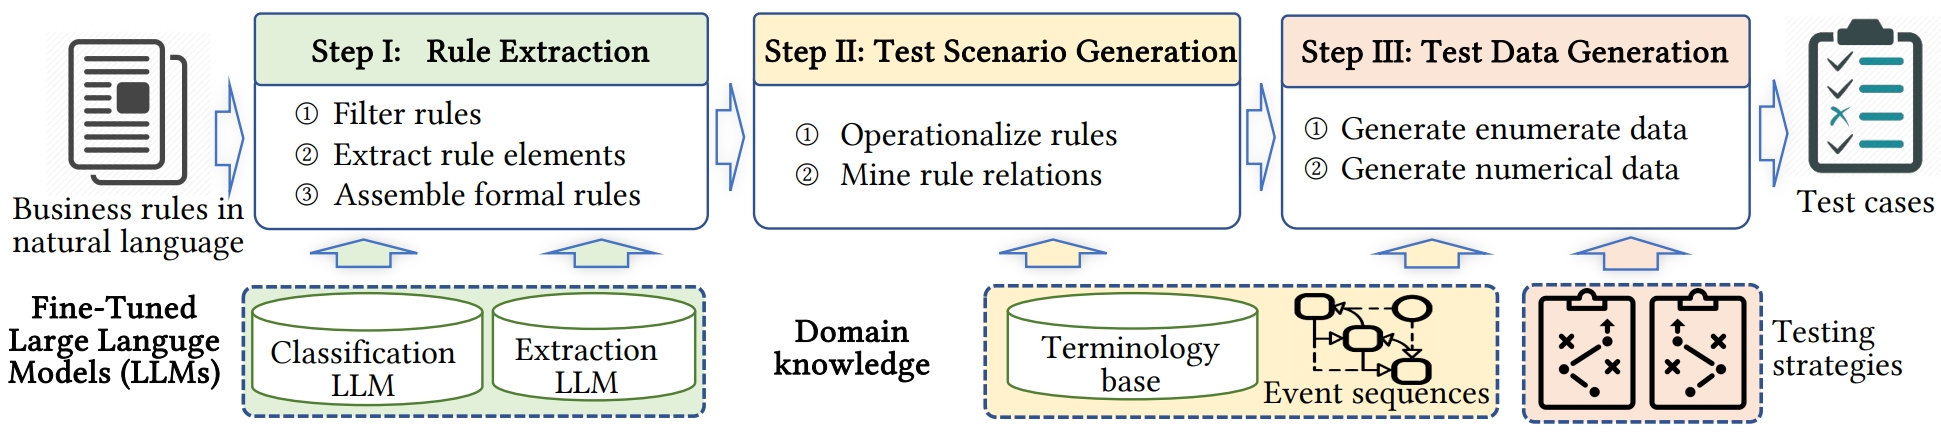 Step I: Rule Extraction
① Filter rules
② Extract rule elements
③ Assemble formal rules
Step II: Test Scenario Generation
① Operationalize rules
② Mine rule relations
Step III: Test Data Generation
① Generate enumerate data
② Generate numerical data
Business rules in
natural language
Test cases
Fine-Tuned
Large Languge
Models (LLMs)
Classification
LLM
Extraction
LLM
Domain
knowledge
Terminology
base
Event sequences
Testing
strategies